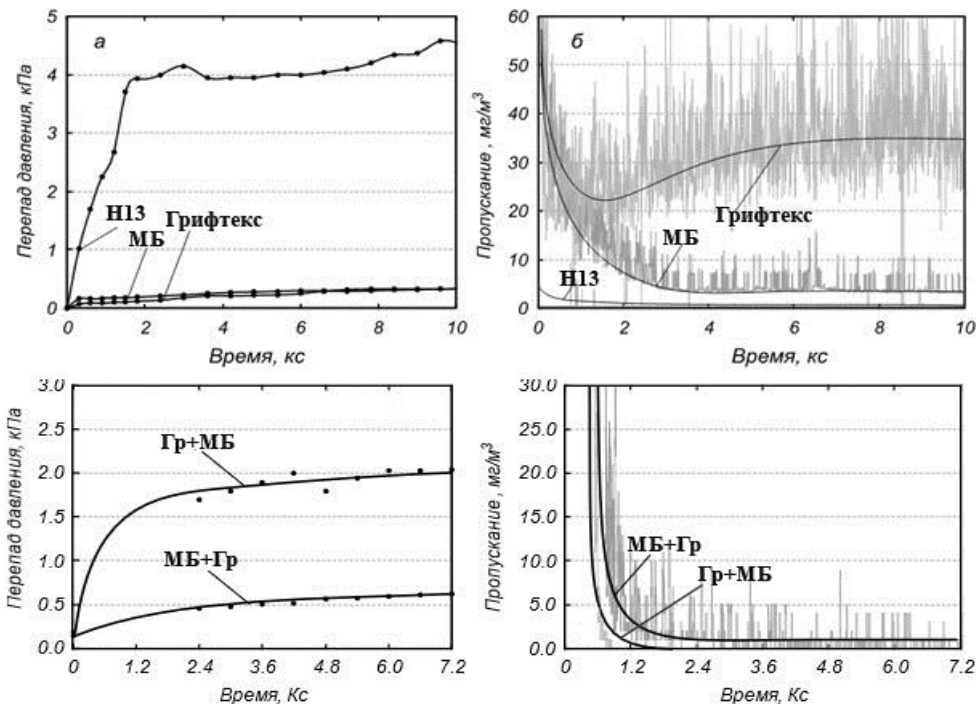 а
Перепад давления, кПа
5
4
3
2
1
0
H13
МБ
Грифтекс
0 2 4 6 8 10
Время, кс
б
Пропускание, мг/м³
60
50
40
30
20
10
0
Грифтекс
МБ
H13
0 2 4 6 8 10
Время, кс
Перепад давления, кПа
3.0
2.5
2.0
1.5
1.0
0.5
0.0
Гр+МБ
МБ+Гр
0 1.2 2.4 3.6 4.8 6.0 7.2
Время, Кс
Пропускание, мг/м³
30.0
25.0
20.0
15.0
10.0
5.0
0.0
МБ+Гр
Гр+МБ
0 1.2 2.4 3.6 4.8 6.0 7.2
Время, Кс